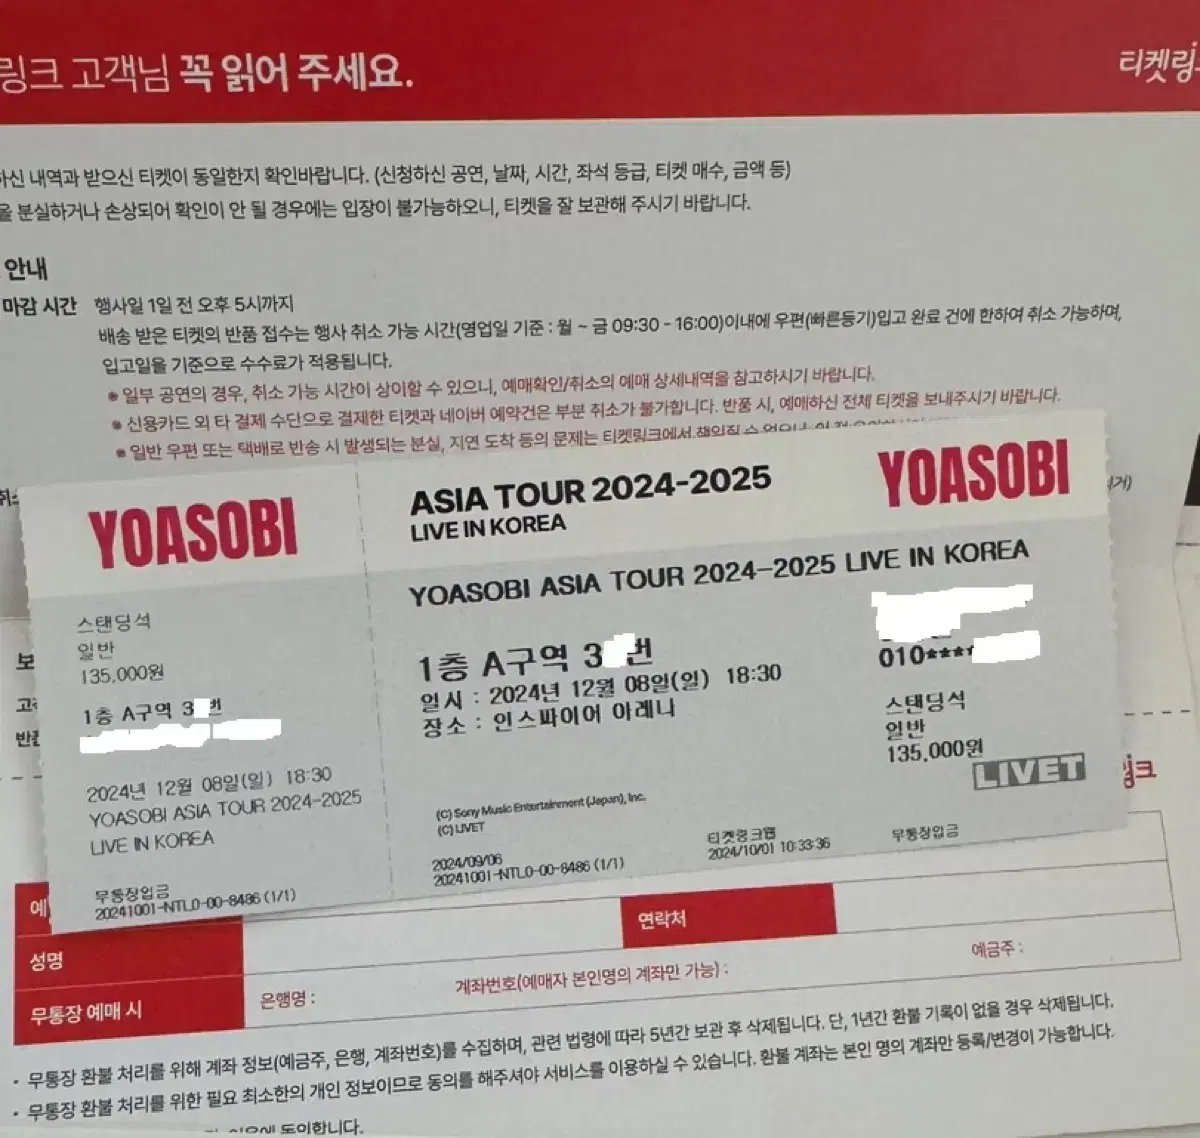 링크 고객님 꼭 읽어 주세요.
티켓링크
하신 내역과 받으신 티켓이 동일한지 확인바랍니다. (신청하신 공연, 날짜, 시간, 좌석 등급, 티켓 매수, 금액 등)
을 분실하거나 손상되어 확인이 안 될 경우에는 입장이 불가능하오니, 티켓을 잘 보관해 주시기 바랍니다.
안내
마감 시간 행사일 1일 전 오후 5시까지
배송 받은 티켓의 반품 접수는 행사 취소 가능 시간(영업일 기준 : 월 ~ 금 09:30 - 16:00)이내에 우편(빠른등기)입고 완료 건에 한하여 취소 가능하며,
입고일을 기준으로 수수료가 적용됩니다.
● 일부 공연의 경우, 취소 가능 시간이 상이할 수 있으니, 예매확인/취소의 예매 상세내역을 참고하시기 바랍니다.
● 신용카드 외 타 결제 수단으로 결제한 티켓과 네이버 예약건은 부분 취소가 불가합니다. 반품 시, 예매하신 전체 티켓을 보내주시기 바랍니다.
● 일반 우편 또는 택배로 반송 시 발생되는 분실, 지연 도착 등의 문제는 티켓링크에서 책임질 수 없으니
취소
YOASOBI
스탠딩석
일반
135,000원
1층 A구역 3 번
2024년 12월 08일(일) 18:30
YOASOBI ASIA TOUR 2024-2025
LIVE IN KOREA
무통장입금
20241001-NTL0-00-8486 (1/1)
ASIA TOUR 2024-2025
LIVE IN KOREA
YOASOBI
YOASOBI ASIA TOUR 2024-2025 LIVE IN KOREA
1층 A구역 3 번
일시 : 2024년 12월 08일(일) 18:30
장소 : 인스파이어 아레나
010****
스탠딩석
일반
135,000원
LIVET
(C) Sony Music Entertainment (Japan), Inc.
(C) LIVET
2024/09/06
20241001-NTL0-00-8486 (1/1)
티켓링크웹
2024/10/01 10:33:36
무통장입금
보
고객
반품
링크
예
연락처
성명
무통장 예매 시
은행명 :
계좌번호(예매자 본인명의 계좌만 가능) :
예금주 :
· 무통장 환불 처리를 위해 계좌 정보(예금주, 은행, 계좌번호)를 수집하며, 관련 법령에 따라 5년간 보관 후 삭제됩니다. 단, 1년간 환불 기록이 없을 경우 삭제됩니다.
· 무통장 환불 처리를 위한 필요 최소한의 개인 정보이므로 동의를 해주셔야 서비스를 이용하실 수 있습니다. 환불 계좌는 본인 명의 계좌만 등록/변경이 가능합니다.
동의합니다.